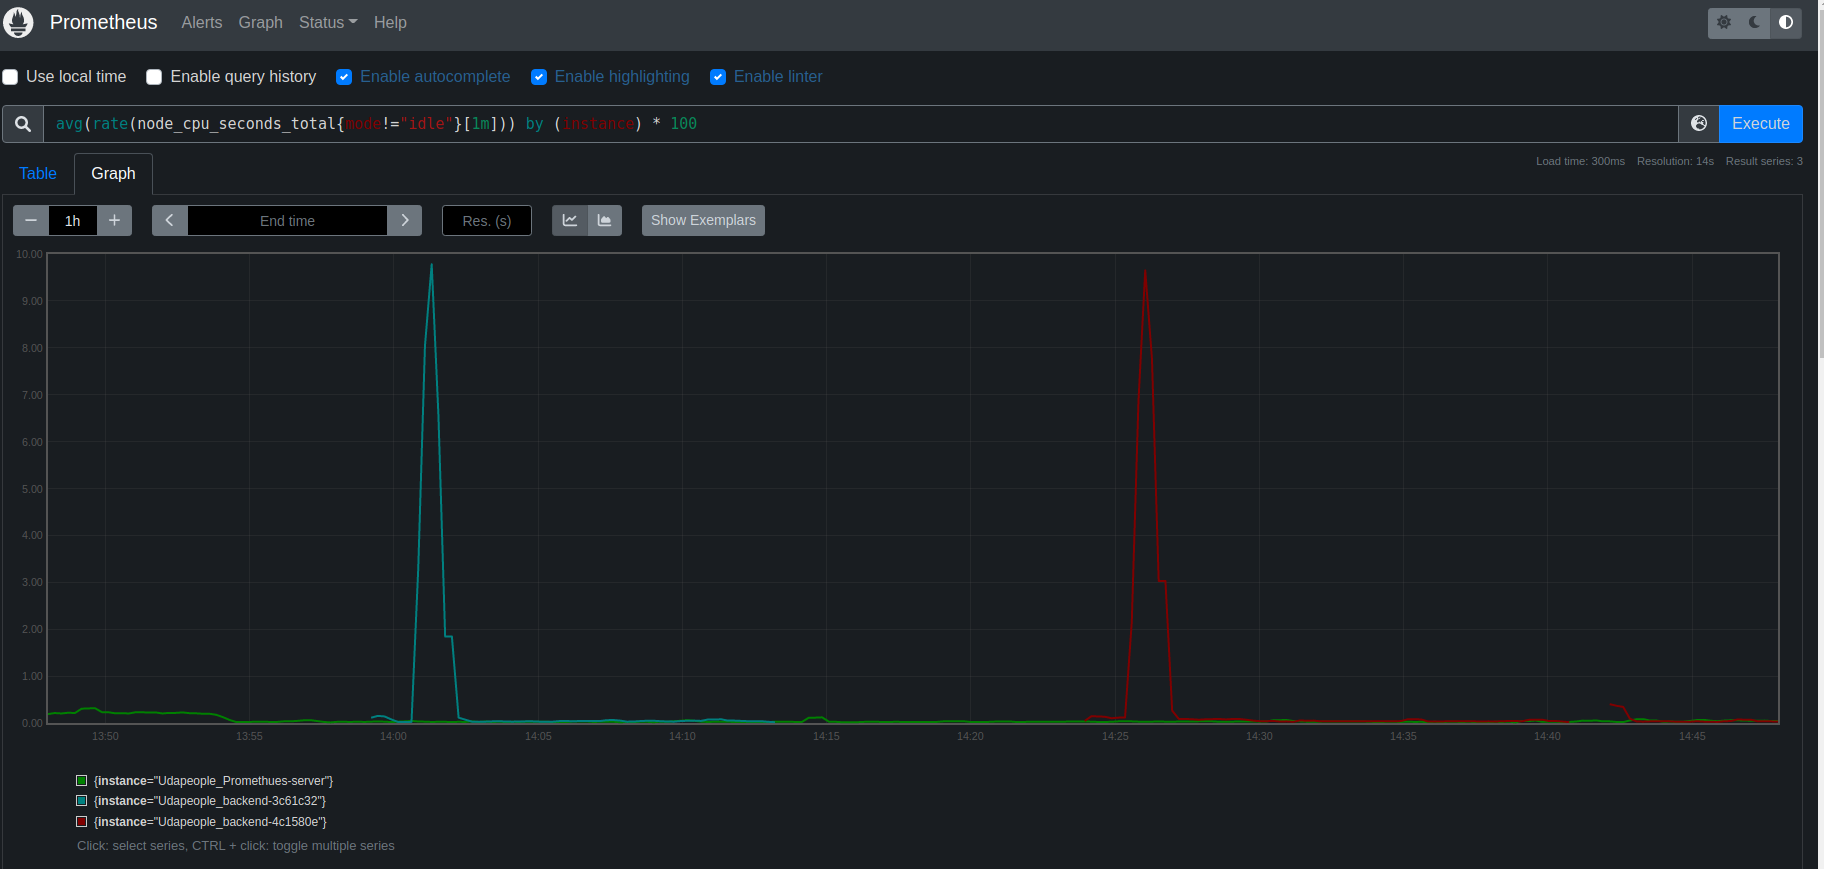 Prometheus Alerts Graph Status Help
Use local time Enable query history Enable autocomplete Enable highlighting Enable linter
avg(rate(node_cpu_seconds_total{mode!="idle"}[1m])) by (instance) * 100 Execute
Load time: 300ms Resolution: 14s Result series: 3
Table Graph
1h End time Res. (s) Show Exemplars
10.00
9.00
8.00
7.00
6.00
5.00
4.00
3.00
2.00
1.00
0.00
13:50 13:55 14:00 14:05 14:10 14:15 14:20 14:25 14:30 14:35 14:40 14:45
{instance="Udapeople_Promethues-server"}
{instance="Udapeople_backend-3c61c32"}
{instance="Udapeople_backend-4c1580e"}
Click: select series, CTRL + click: toggle multiple series